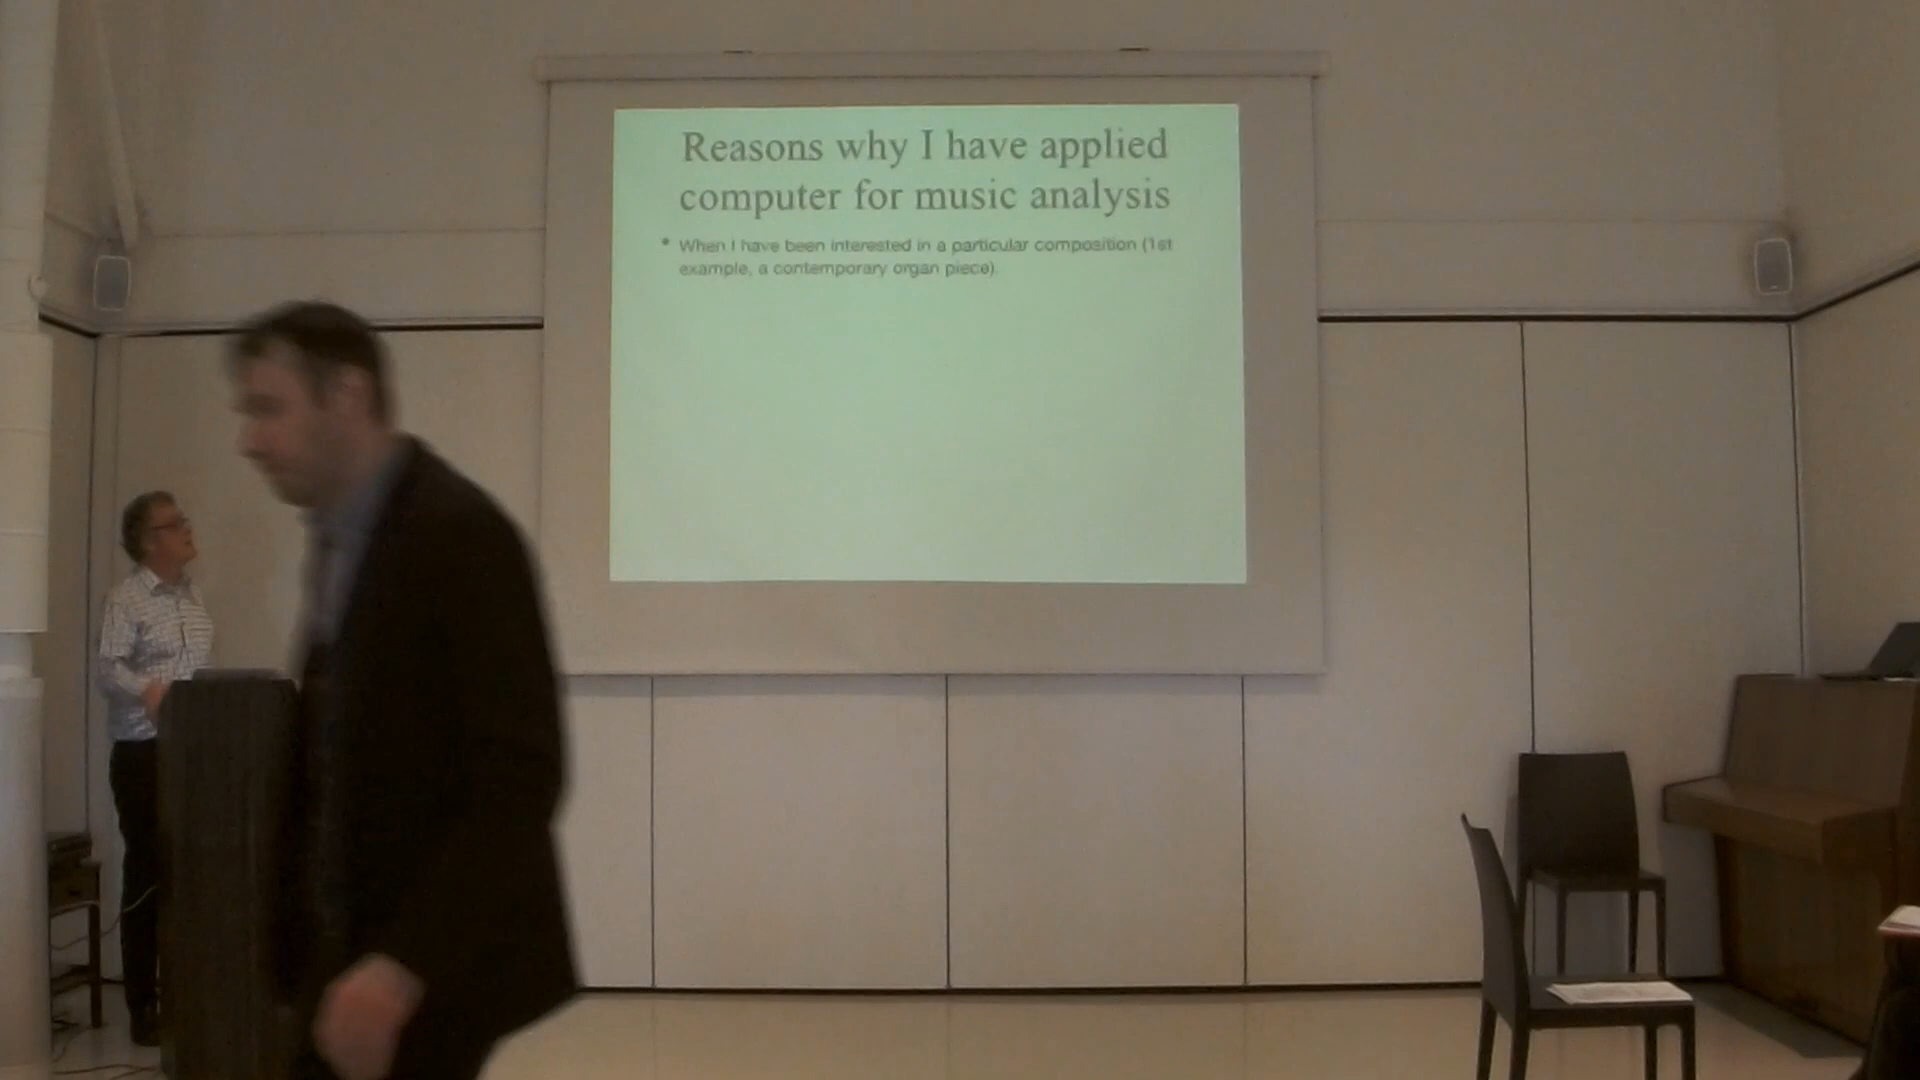 Reasons why I have applied
computer for music analysis
• When I have been interested in a particular composition (1st
example, a contemporary organ piece).